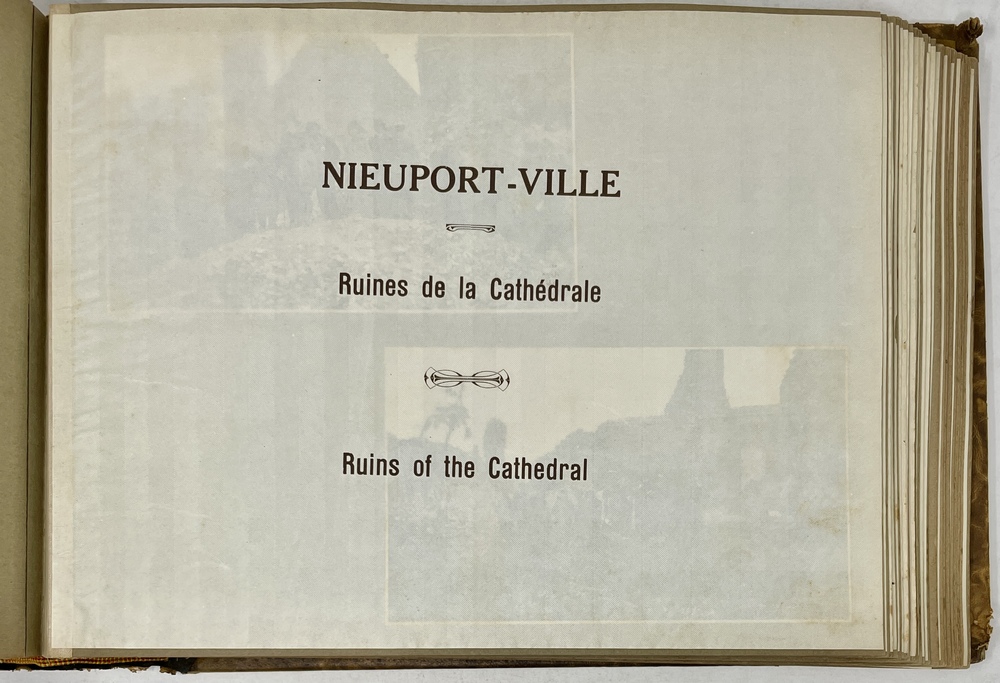 NIEUPORT-VILLE
Ruines de la Cathédrale
Ruins of the Cathedral